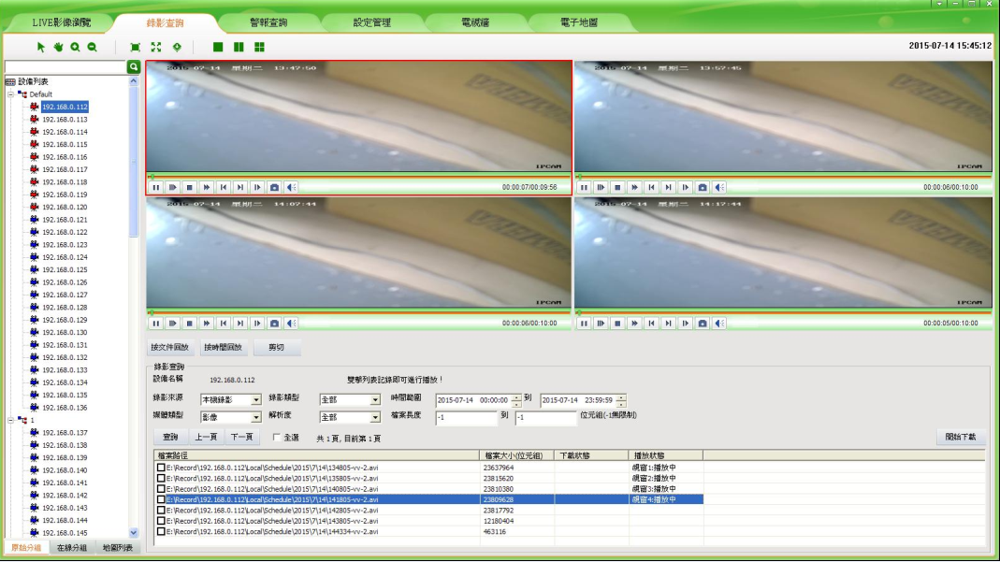 LIVE影像瀏覽
錄影查詢
警報查詢
設定管理
電視牆
電子地圖
2015-07-14 15:45:12
設備列表
Default
192.168.0.112
192.168.0.113
192.168.0.114
192.168.0.115
192.168.0.116
192.168.0.117
192.168.0.118
192.168.0.119
192.168.0.120
192.168.0.121
192.168.0.122
192.168.0.123
192.168.0.124
192.168.0.125
192.168.0.126
192.168.0.127
192.168.0.128
192.168.0.129
192.168.0.130
192.168.0.131
192.168.0.132
192.168.0.133
192.168.0.134
192.168.0.135
192.168.0.136
1
192.168.0.137
192.168.0.138
192.168.0.139
192.168.0.140
192.168.0.141
192.168.0.142
192.168.0.143
192.168.0.144
192.168.0.145
原始分組 在線分組 地圖列表
2015-07-14 星期二 13:47:50
IPCAM
00:00:07/00:09:56
2015-07-14 星期二 13:57:45
IPCAM
00:00:06/00:10:00
2015-07-14 星期二 14:07:44
IPCAM
00:00:06/00:10:00
2015-07-14 星期二 14:17:44
IPCAM
00:00:05/00:10:00
按文件回放 按時間回放 剪切
錄影查詢
設備名稱 192.168.0.112 雙擊列表記錄即可進行播放！
錄影來源 本機錄影 錄影類型 全部 時間範圍 2015-07-14 00:00:00 到 2015-07-14 23:59:59
媒體類型 影像 解析度 全部 檔案長度 -1 到 -1 位元組(-1無限制)
查詢 上一頁 下一頁 全選 共 1 頁, 目前第 1 頁 開始下載
檔案路徑 檔案大小(位元組) 下載狀態 播放狀態
E:\Record\192.168.0.112\Local\Schedule\2015\7\14\134805-vv-2.avi 23637964 視窗1:播放中
E:\Record\192.168.0.112\Local\Schedule\2015\7\14\135805-vv-2.avi 23815620 視窗2:播放中
E:\Record\192.168.0.112\Local\Schedule\2015\7\14\140805-vv-2.avi 23810380 視窗3:播放中
E:\Record\192.168.0.112\Local\Schedule\2015\7\14\141805-vv-2.avi 23809628 視窗4:播放中
E:\Record\192.168.0.112\Local\Schedule\2015\7\14\142805-vv-2.avi 23817792
E:\Record\192.168.0.112\Local\Schedule\2015\7\14\143805-vv-2.avi 12180404
E:\Record\192.168.0.112\Local\Schedule\2015\7\14\144334-vv-2.avi 463116